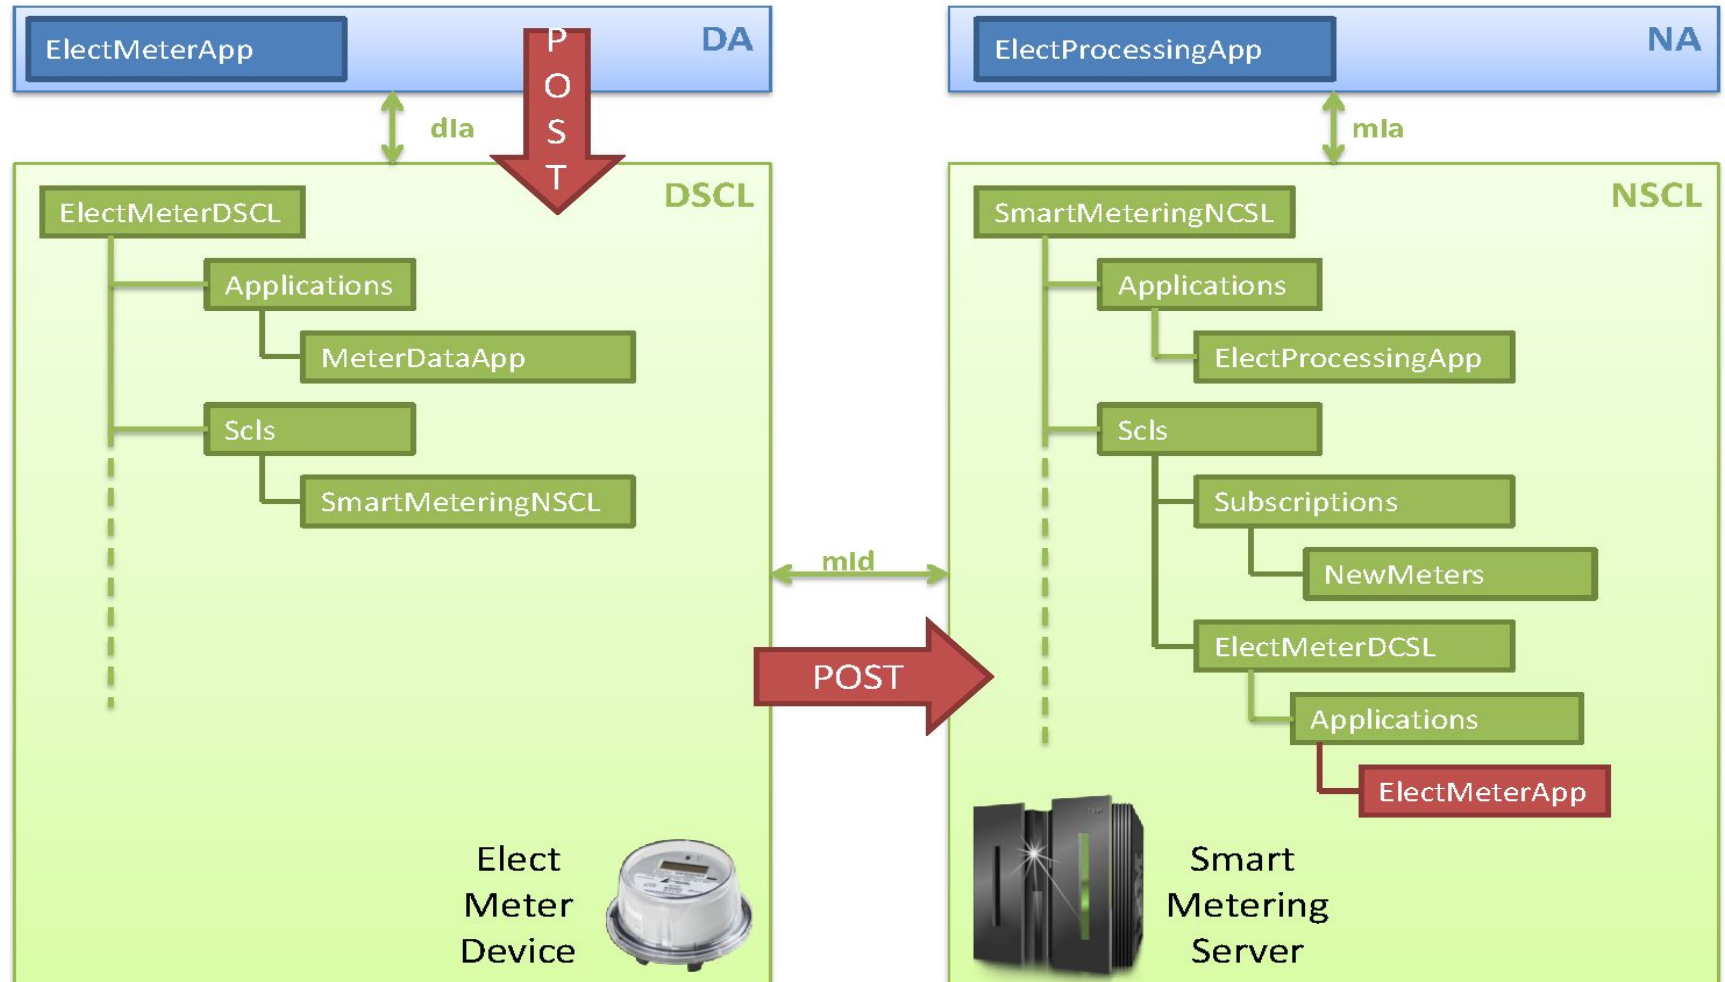 ElectMeterApp
DA
POST
dIa
ElectMeterDSCL
DSCL
Applications
MeterDataApp
Scls
SmartMeteringNSCL
Elect
Meter
Device
mId
POST
ElectProcessingApp
NA
mIa
SmartMeteringNCSL
NSCL
Applications
ElectProcessingApp
Scls
Subscriptions
NewMeters
ElectMeterDCSL
Applications
ElectMeterApp
Smart
Metering
Server